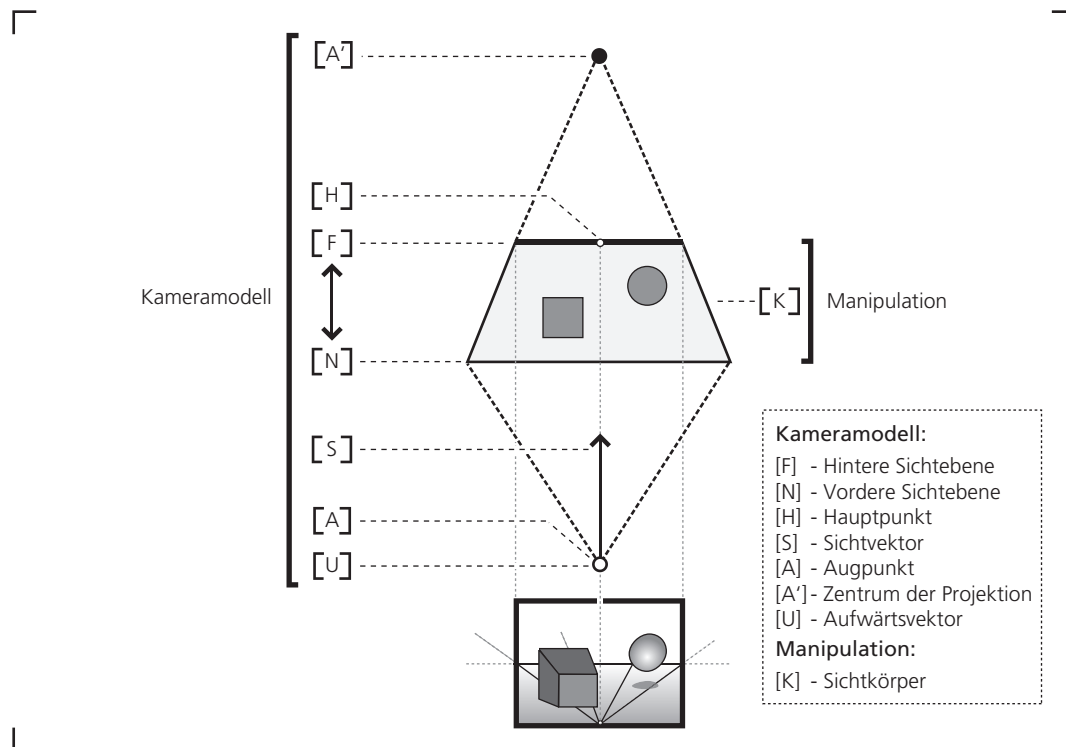 [A']
[H]
[F]
Kameramodell
[K]
Manipulation
[N]
[S]
[A]
[U]
Kameramodell:
[F] - Hintere Sichtebene
[N] - Vordere Sichtebene
[H] - Hauptpunkt
[S] - Sichtvektor
[A] - Augpunkt
[A'] - Zentrum der Projektion
[U] - Aufwärtsvektor
Manipulation:
[K] - Sichtkörper